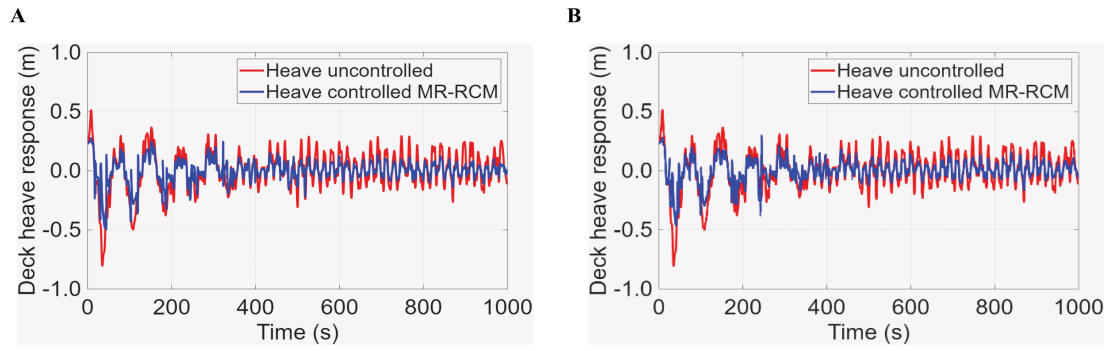 A
Deck heave response (m)
1.0
0.5
0.0
-0.5
-1.0
Heave uncontrolled
Heave controlled MR-RCM
0 200 400 600 800 1000
Time (s)
B
Deck heave response (m)
1.0
0.5
0.0
-0.5
-1.0
Heave uncontrolled
Heave controlled MR-RCM
0 200 400 600 800 1000
Time (s)